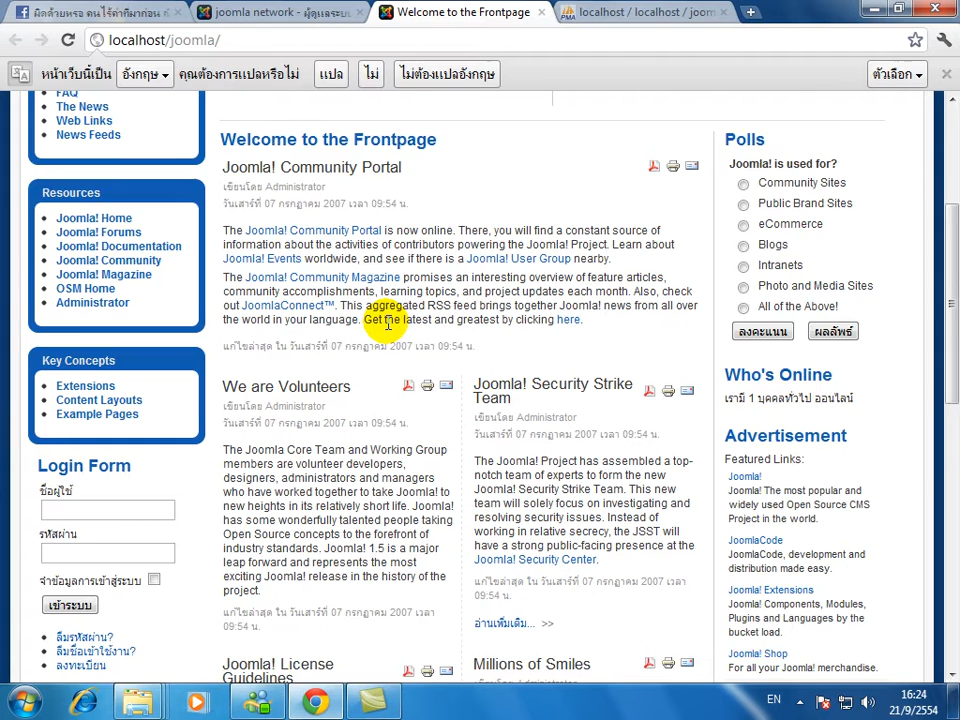 ผิดด้วยหรอ คนไร้ค่าที่มาก่อน
joomla network - ผู้ดูแลระบบ
Welcome to the Frontpage
localhost / localhost / joom
localhost/joomla/
หน้าเว็บนี้เป็น อังกฤษ คุณต้องการแปลหรือไม่ แปล ไม่ ไม่ต้องแปลอังกฤษ ตัวเลือก
FAQ
The News
Web Links
News Feeds
Resources
Joomla! Home
Joomla! Forums
Joomla! Documentation
Joomla! Community
Joomla! Magazine
OSM Home
Administrator
Key Concepts
Extensions
Content Layouts
Example Pages
Login Form
ชื่อผู้ใช้
รหัสผ่าน
จำข้อมูลการเข้าสู่ระบบ
เข้าระบบ
ลืมรหัสผ่าน?
ลืมชื่อเข้าใช้งาน?
ลงทะเบียน
Welcome to the Frontpage
Joomla! Community Portal
เขียนโดย Administrator
วันเสาร์ที่ 07 กรกฏาคม 2007 เวลา 09:54 น.
The Joomla! Community Portal is now online. There, you will find a constant source of
information about the activities of contributors powering the Joomla! Project. Learn about
Joomla! Events worldwide, and see if there is a Joomla! User Group nearby.
The Joomla! Community Magazine promises an interesting overview of feature articles,
community accomplishments, learning topics, and project updates each month. Also, check
out JoomlaConnect™. This aggregated RSS feed brings together Joomla! news from all over
the world in your language. Get the latest and greatest by clicking here.
แก้ไขล่าสุด ใน วันเสาร์ที่ 07 กรกฏาคม 2007 เวลา 09:54 น.
We are Volunteers
เขียนโดย Administrator
วันเสาร์ที่ 07 กรกฏาคม 2007 เวลา 09:54 น.
The Joomla Core Team and Working Group
members are volunteer developers,
designers, administrators and managers
who have worked together to take Joomla! to
new heights in its relatively short life. Joomla!
has some wonderfully talented people taking
Open Source concepts to the forefront of
industry standards. Joomla! 1.5 is a major
leap forward and represents the most
exciting Joomla! release in the history of the
project.
แก้ไขล่าสุด ใน วันเสาร์ที่ 07 กรกฏาคม 2007 เวลา
09:54 น.
Joomla! Security Strike
Team
เขียนโดย Administrator
วันเสาร์ที่ 07 กรกฏาคม 2007 เวลา 09:54 น.
The Joomla! Project has assembled a top-
notch team of experts to form the new
Joomla! Security Strike Team. This new
team will solely focus on investigating and
resolving security issues. Instead of
working in relative secrecy, the JSST will
have a strong public-facing presence at the
Joomla! Security Center.
แก้ไขล่าสุด ใน วันเสาร์ที่ 07 กรกฏาคม 2007 เวลา
09:54 น.
อ่านเพิ่มเติม... >>
Joomla! License
Guidelines
Millions of Smiles
Polls
Joomla! is used for?
Community Sites
Public Brand Sites
eCommerce
Blogs
Intranets
Photo and Media Sites
All of the Above!
ลงคะแนน ผลลัพธ์
Who's Online
เรามี 1 บุคคลทั่วไป ออนไลน์
Advertisement
Featured Links:
Joomla!
Joomla! The most popular and
widely used Open Source CMS
Project in the world.
JoomlaCode
JoomlaCode, development and
distribution made easy.
Joomla! Extensions
Joomla! Components, Modules,
Plugins and Languages by the
bucket load.
Joomla! Shop
For all your Joomla! merchandise.
EN
16:24
21/9/2554